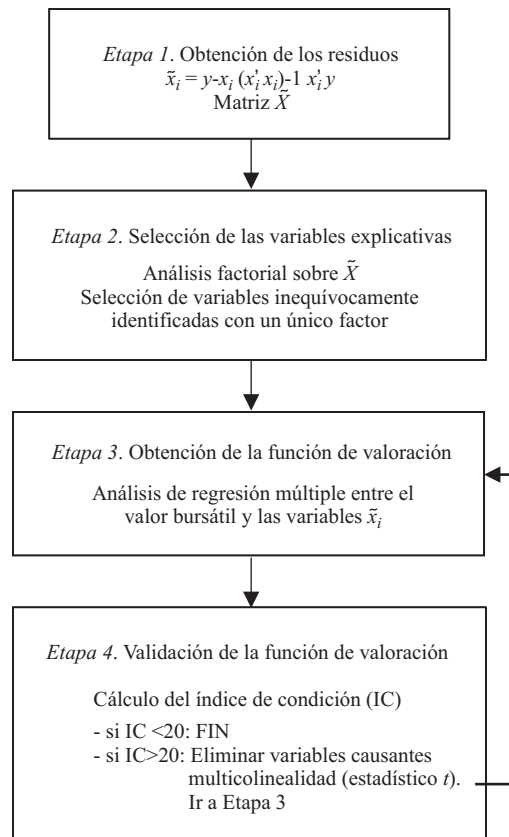 Etapa 1. Obtención de los residuos
x̃ᵢ = y-xᵢ (x'ᵢ xᵢ)-1 x'ᵢ y
Matriz X̃
Etapa 2. Selección de las variables explicativas
Análisis factorial sobre X̃
Selección de variables inequívocamente
identificadas con un único factor
Etapa 3. Obtención de la función de valoración
Análisis de regresión múltiple entre el
valor bursátil y las variables x̃ᵢ
Etapa 4. Validación de la función de valoración
Cálculo del índice de condición (IC)
- si IC <20: FIN
- si IC>20: Eliminar variables causantes
multicolinealidad (estadístico t).
Ir a Etapa 3